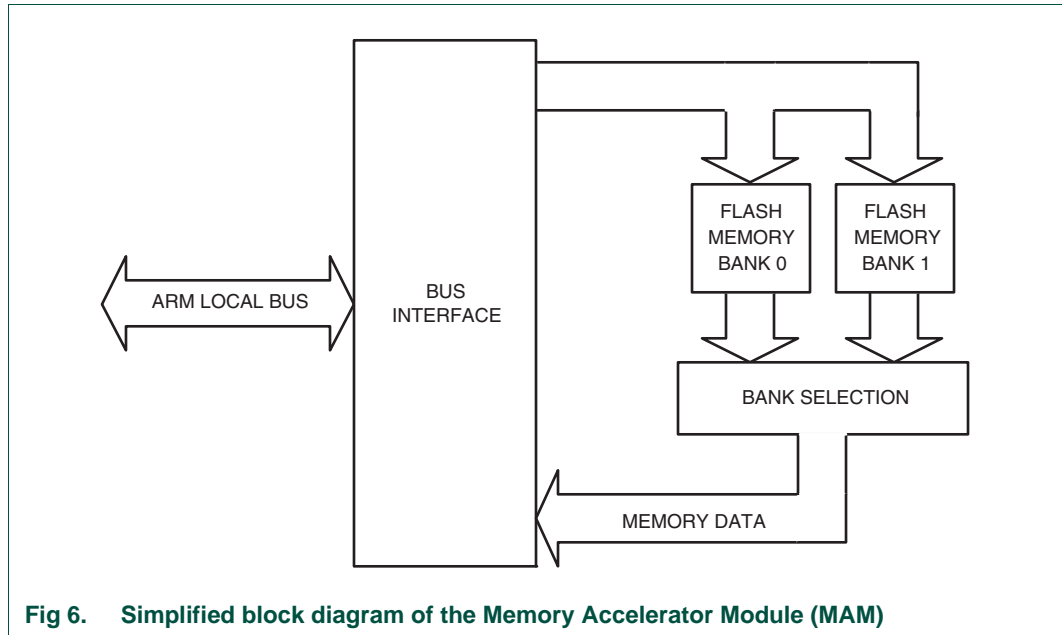 ARM LOCAL BUS
BUS
INTERFACE
FLASH
MEMORY
BANK 0
FLASH
MEMORY
BANK 1
BANK SELECTION
MEMORY DATA
Fig 6. Simplified block diagram of the Memory Accelerator Module (MAM)